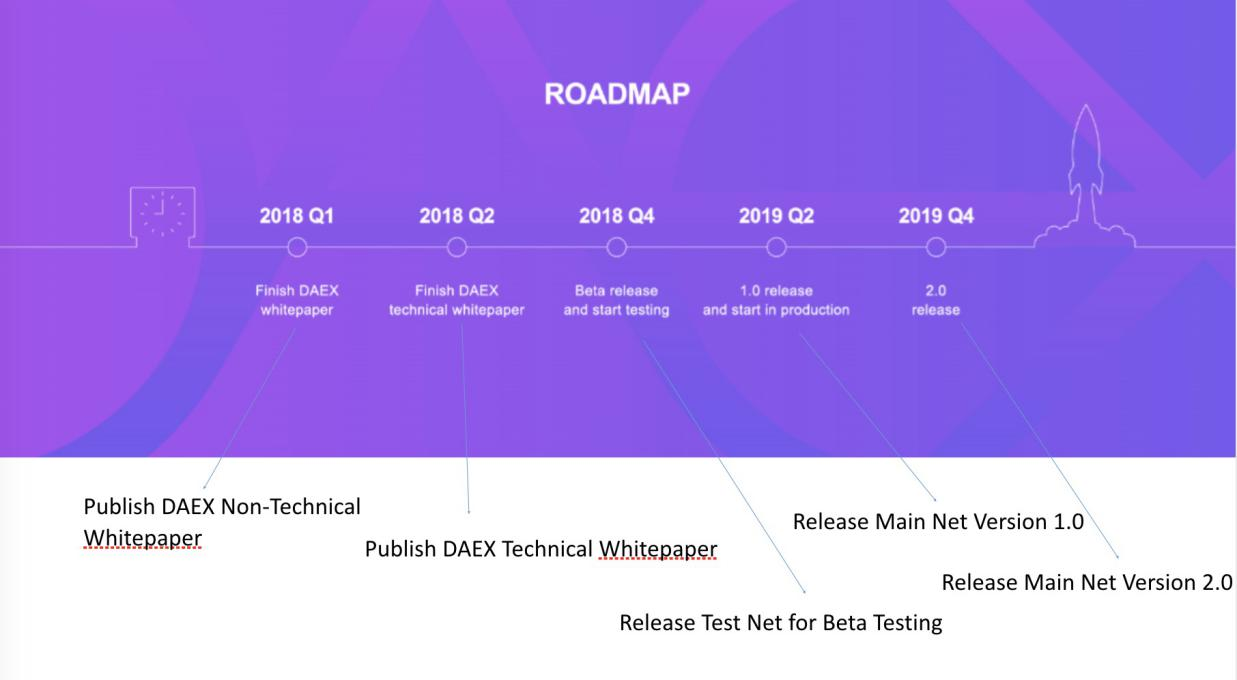 ROADMAP
2018 Q1
2018 Q2
2018 Q4
2019 Q2
2019 Q4
Finish DAEX
whitepaper
Finish DAEX
technical whitepaper
Beta release
and start testing
1.0 release
and start in production
2.0
release
Publish DAEX Non-Technical
Whitepaper
Publish DAEX Technical Whitepaper
Release Test Net for Beta Testing
Release Main Net Version 1.0
Release Main Net Version 2.0